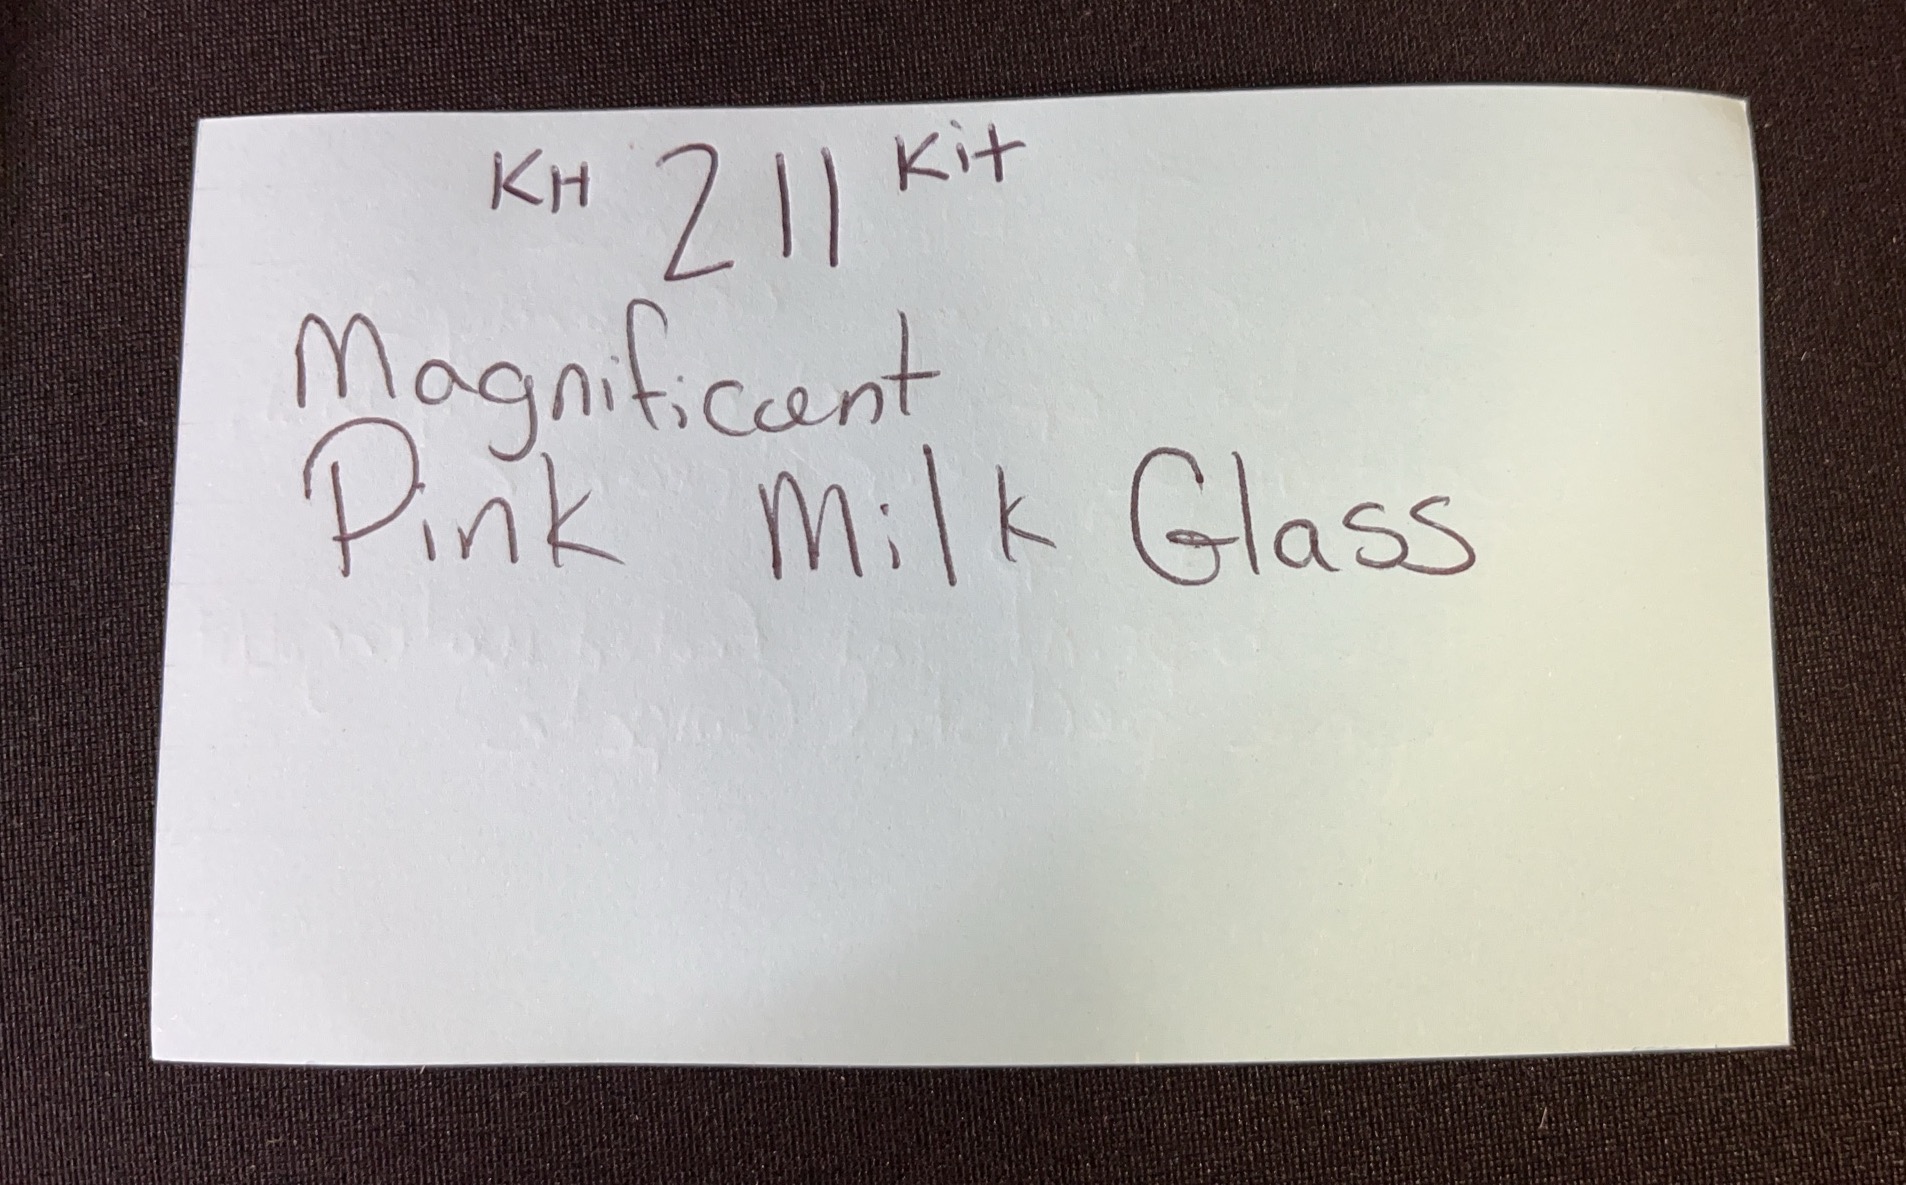 KH 211 Kit
Magnificent
Pink Milk Glass